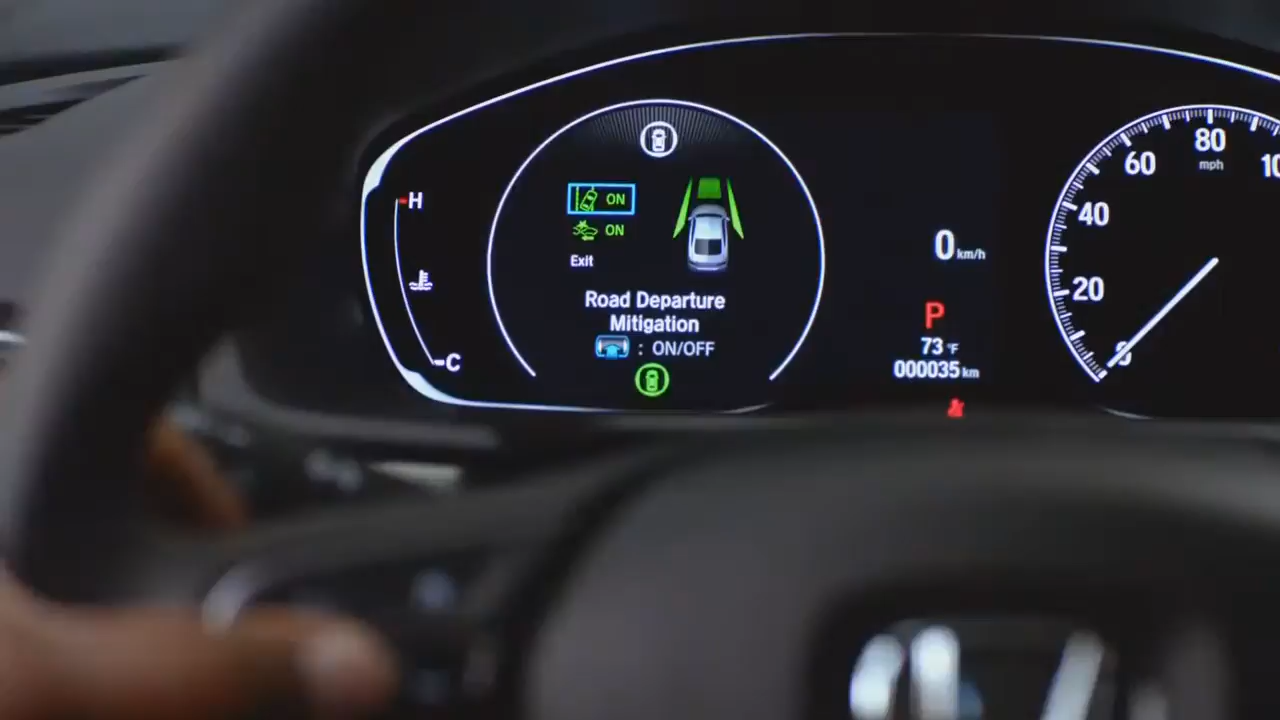 H
C
ON
ON
Exit
Road Departure
Mitigation
: ON/OFF
0 km/h
P
73 °F
000035 km
0
20
40
60
80
mph